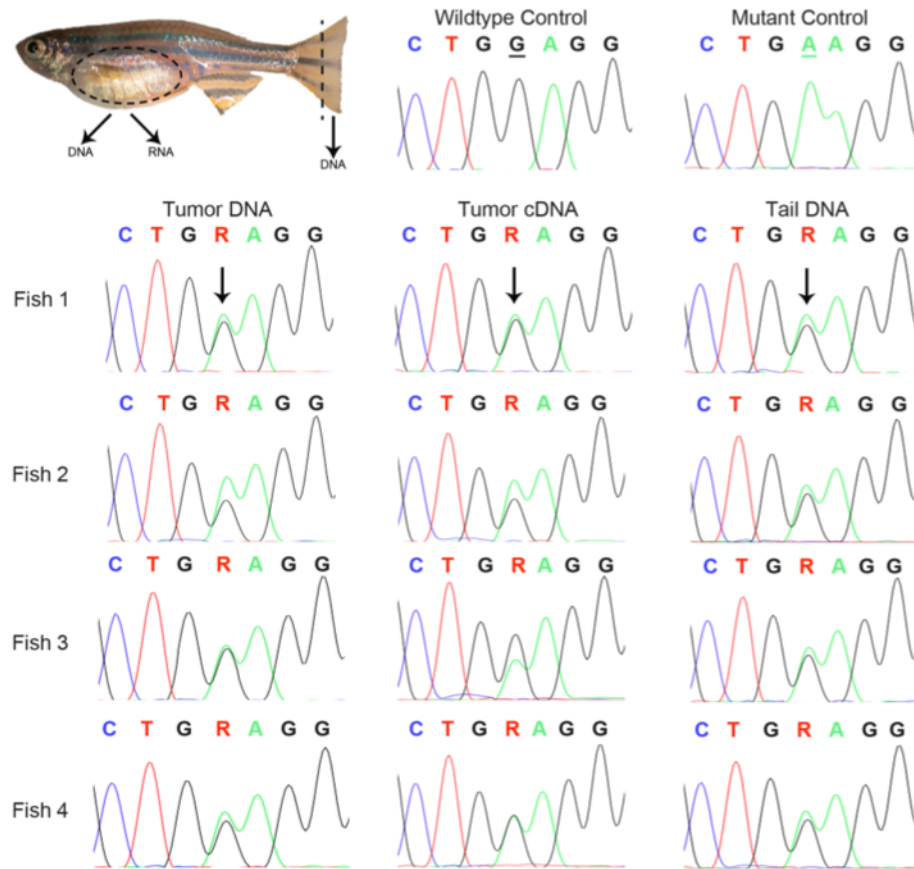 Wildtype Control
Mutant Control
C T G G A G G
C T G A A G G
DNA
RNA
DNA
Tumor DNA
Tumor cDNA
Tail DNA
C T G R A G G
C T G R A G G
C T G R A G G
Fish 1
C T G R A G G
C T G R A G G
C T G R A G G
Fish 2
C T G R A G G
C T G R A G G
C T G R A G G
Fish 3
C T G R A G G
C T G R A G G
C T G R A G G
Fish 4